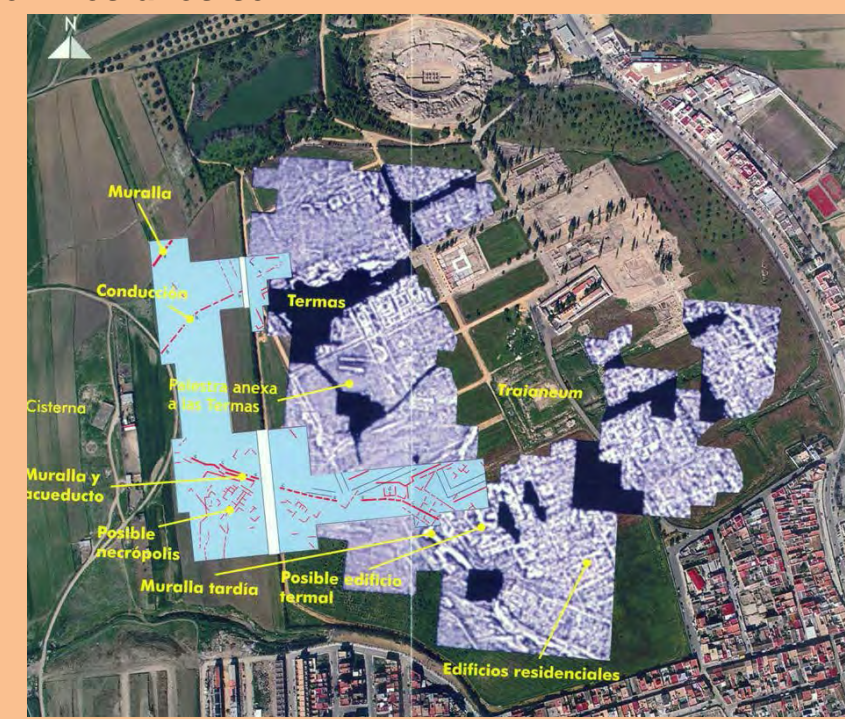 N
Muralla
Conducción
Termas
Palestra anexa
a las Termas
Cisterna
Traianeum
Muralla y
acueducto
Posible
necrópolis
Muralla tardía
Posible edificio
termal
Edificios residenciales